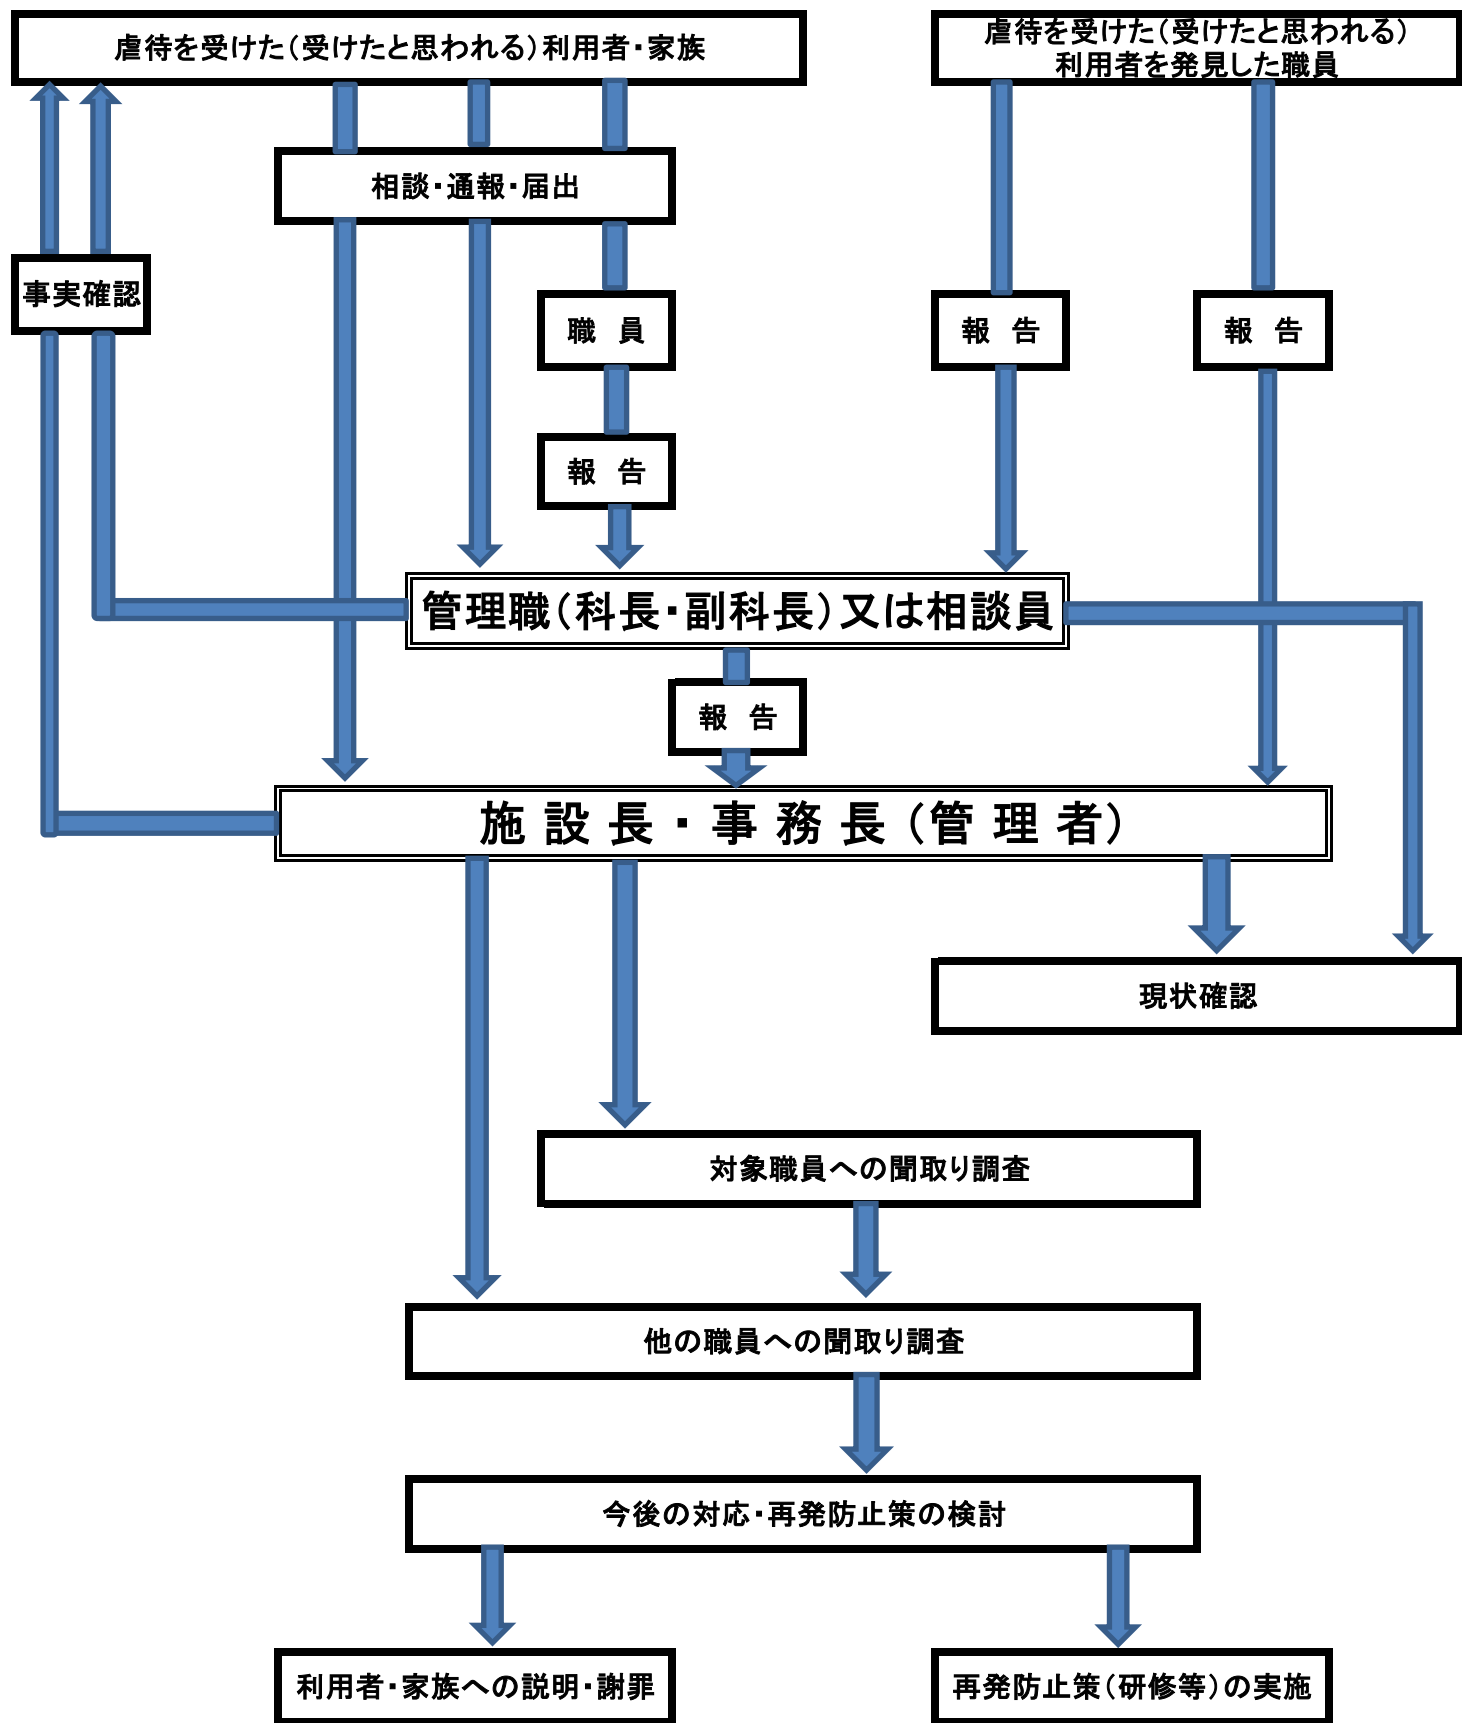 虐待を受けた（受けたと思われる）利用者・家族
虐待を受けた（受けたと思われる）
利用者を発見した職員
相談・通報・届出
事実確認
職　員
報　告
報　告
報　告
管理職（科長・副科長）又は相談員
報　告
施 設 長 ・ 事 務 長 （管 理 者）
現状確認
対象職員への聞取り調査
他の職員への聞取り調査
今後の対応・再発防止策の検討
利用者・家族への説明・謝罪
再発防止策（研修等）の実施